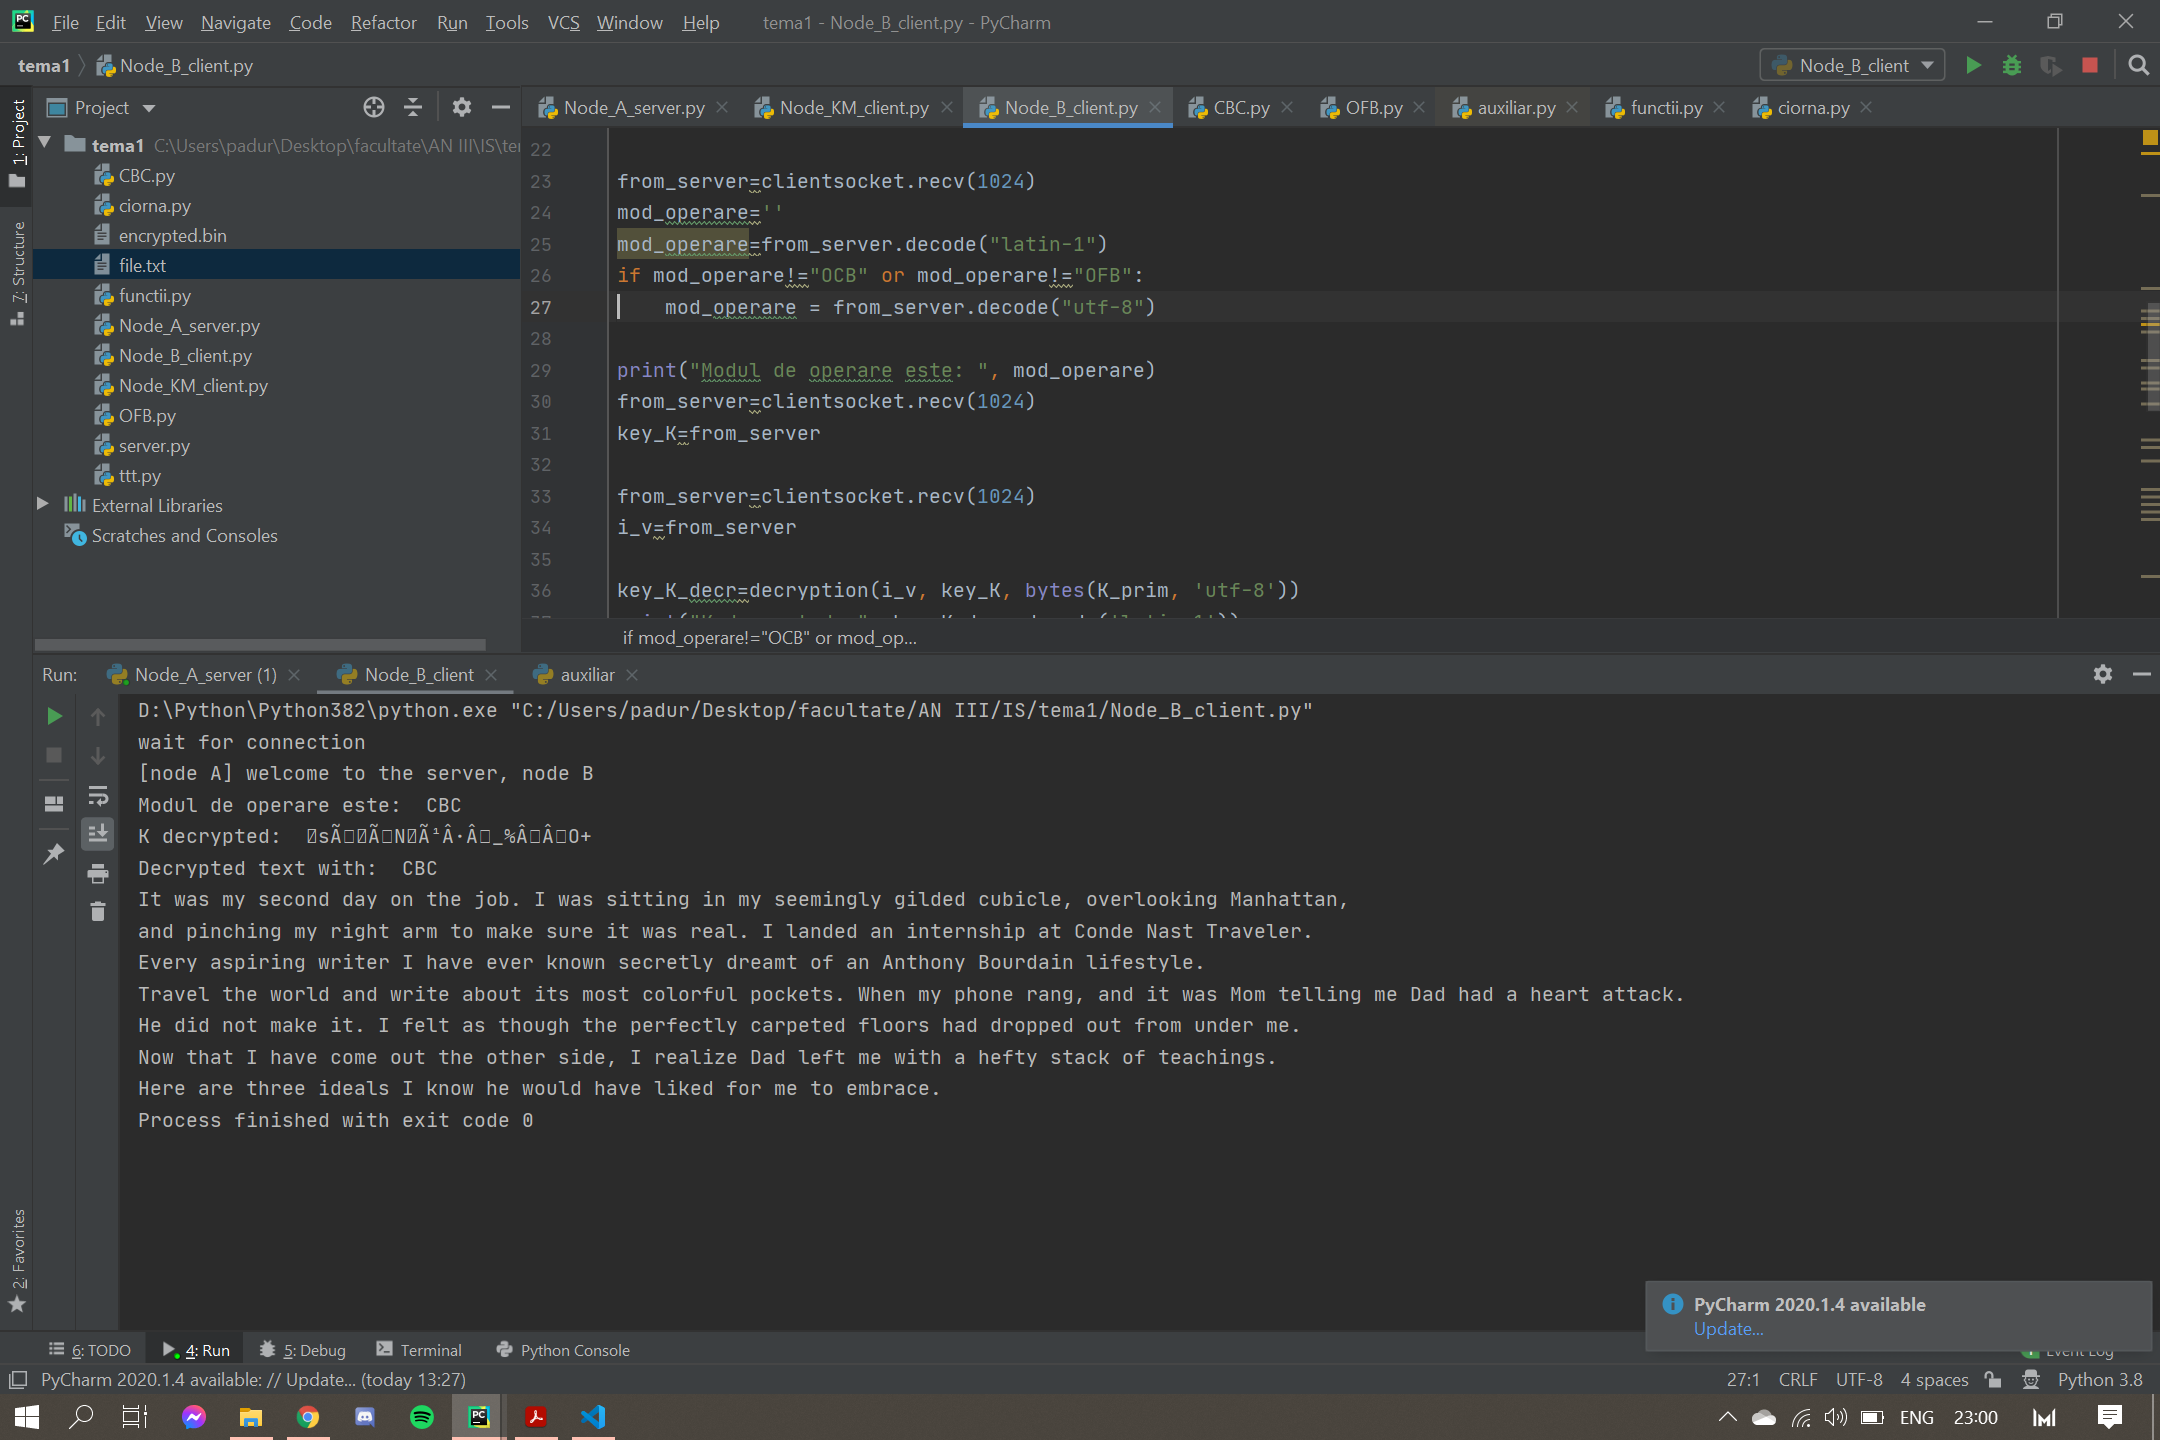 File Edit View Navigate Code Refactor Run Tools VCS Window Help tema1 - Node_B_client.py - PyCharm
tema1 Node_B_client.py Node_B_client
1: Project
7: Structure
2: Favorites
Project
tema1 C:\Users\padur\Desktop\facultate\AN III\IS\te
CBC.py
ciorna.py
encrypted.bin
file.txt
functii.py
Node_A_server.py
Node_B_client.py
Node_KM_client.py
OFB.py
server.py
ttt.py
External Libraries
Scratches and Consoles
Node_A_server.py Node_KM_client.py Node_B_client.py CBC.py OFB.py auxiliar.py functii.py ciorna.py
22
23 from_server=clientsocket.recv(1024)
24 mod_operare=''
25 mod_operare=from_server.decode("latin-1")
26 if mod_operare!="OCB" or mod_operare!="OFB":
27 mod_operare = from_server.decode("utf-8")
28
29 print("Modul de operare este: ", mod_operare)
30 from_server=clientsocket.recv(1024)
31 key_K=from_server
32
33 from_server=clientsocket.recv(1024)
34 i_v=from_server
35
36 key_K_decr=decryption(i_v, key_K, bytes(K_prim, 'utf-8'))
if mod_operare!="OCB" or mod_op...
Run: Node_A_server (1) Node_B_client auxiliar
D:\Python\Python382\python.exe "C:/Users/padur/Desktop/facultate/AN III/IS/tema1/Node_B_client.py"
wait for connection
[node A] welcome to the server, node B
Modul de operare este:  CBC
K decrypted:
Decrypted text with:  CBC
It was my second day on the job. I was sitting in my seemingly gilded cubicle, overlooking Manhattan,
and pinching my right arm to make sure it was real. I landed an internship at Conde Nast Traveler.
Every aspiring writer I have ever known secretly dreamt of an Anthony Bourdain lifestyle.
Travel the world and write about its most colorful pockets. When my phone rang, and it was Mom telling me Dad had a heart attack.
He did not make it. I felt as though the perfectly carpeted floors had dropped out from under me.
Now that I have come out the other side, I realize Dad left me with a hefty stack of teachings.
Here are three ideals I know he would have liked for me to embrace.
Process finished with exit code 0
PyCharm 2020.1.4 available
Update...
6: TODO 4: Run 5: Debug Terminal Python Console Event Log
PyCharm 2020.1.4 available: // Update... (today 13:27) 27:1 CRLF UTF-8 4 spaces Python 3.8
ENG 23:00